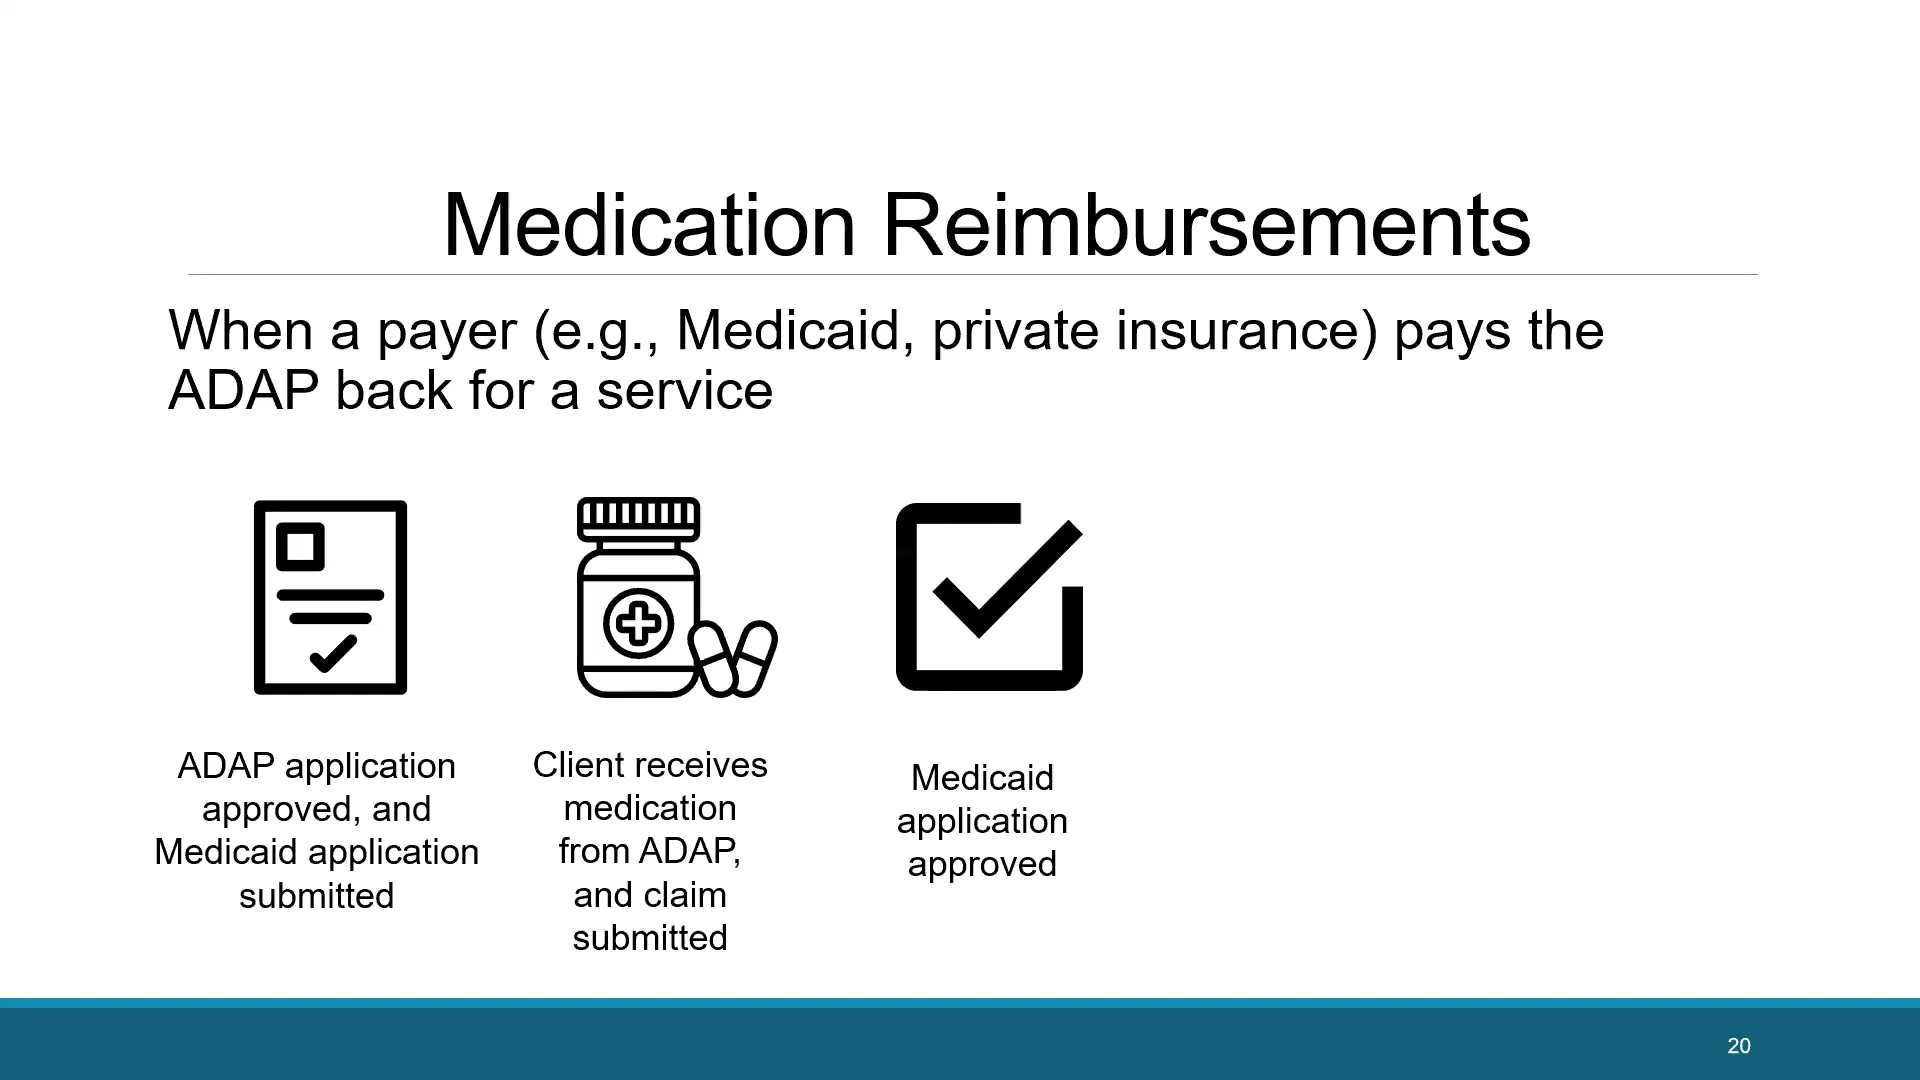 Medication Reimbursements
When a payer (e.g., Medicaid, private insurance) pays the
ADAP back for a service
ADAP application
approved, and
Medicaid application
submitted
Client receives
medication
from ADAP,
and claim
submitted
Medicaid
application
approved
20